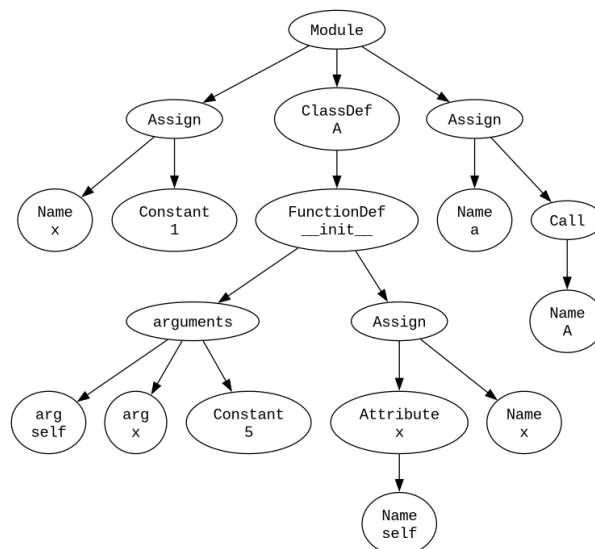 Module
Assign
ClassDef
A
Assign
Name
x
Constant
1
FunctionDef
__init__
Name
a
Call
arguments
Assign
Name
A
arg
self
arg
x
Constant
5
Attribute
x
Name
x
Name
self